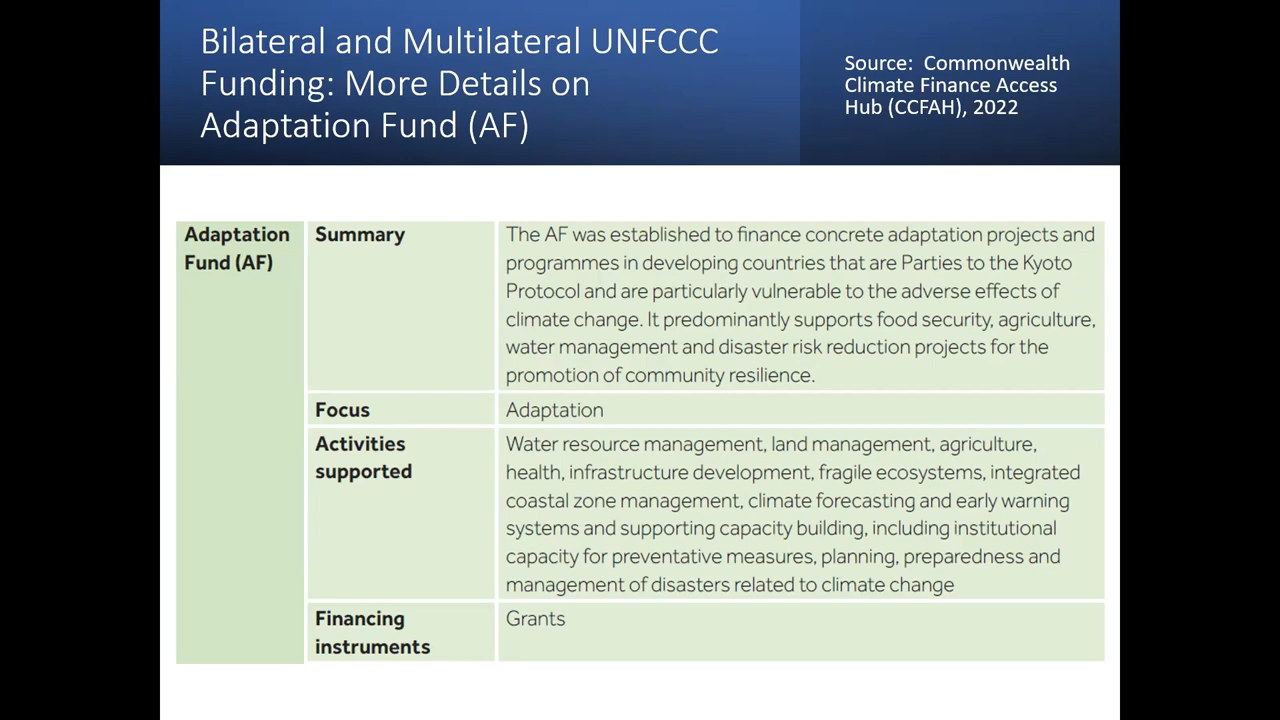 Bilateral and Multilateral UNFCCC
Funding: More Details on
Adaptation Fund (AF)
Source:  Commonwealth
Climate Finance Access
Hub (CCFAH), 2022
Adaptation
Fund (AF)
Summary
The AF was established to finance concrete adaptation projects and
programmes in developing countries that are Parties to the Kyoto
Protocol and are particularly vulnerable to the adverse effects of
climate change. It predominantly supports food security, agriculture,
water management and disaster risk reduction projects for the
promotion of community resilience.
Focus
Adaptation
Activities
supported
Water resource management, land management, agriculture,
health, infrastructure development, fragile ecosystems, integrated
coastal zone management, climate forecasting and early warning
systems and supporting capacity building, including institutional
capacity for preventative measures, planning, preparedness and
management of disasters related to climate change
Financing
instruments
Grants